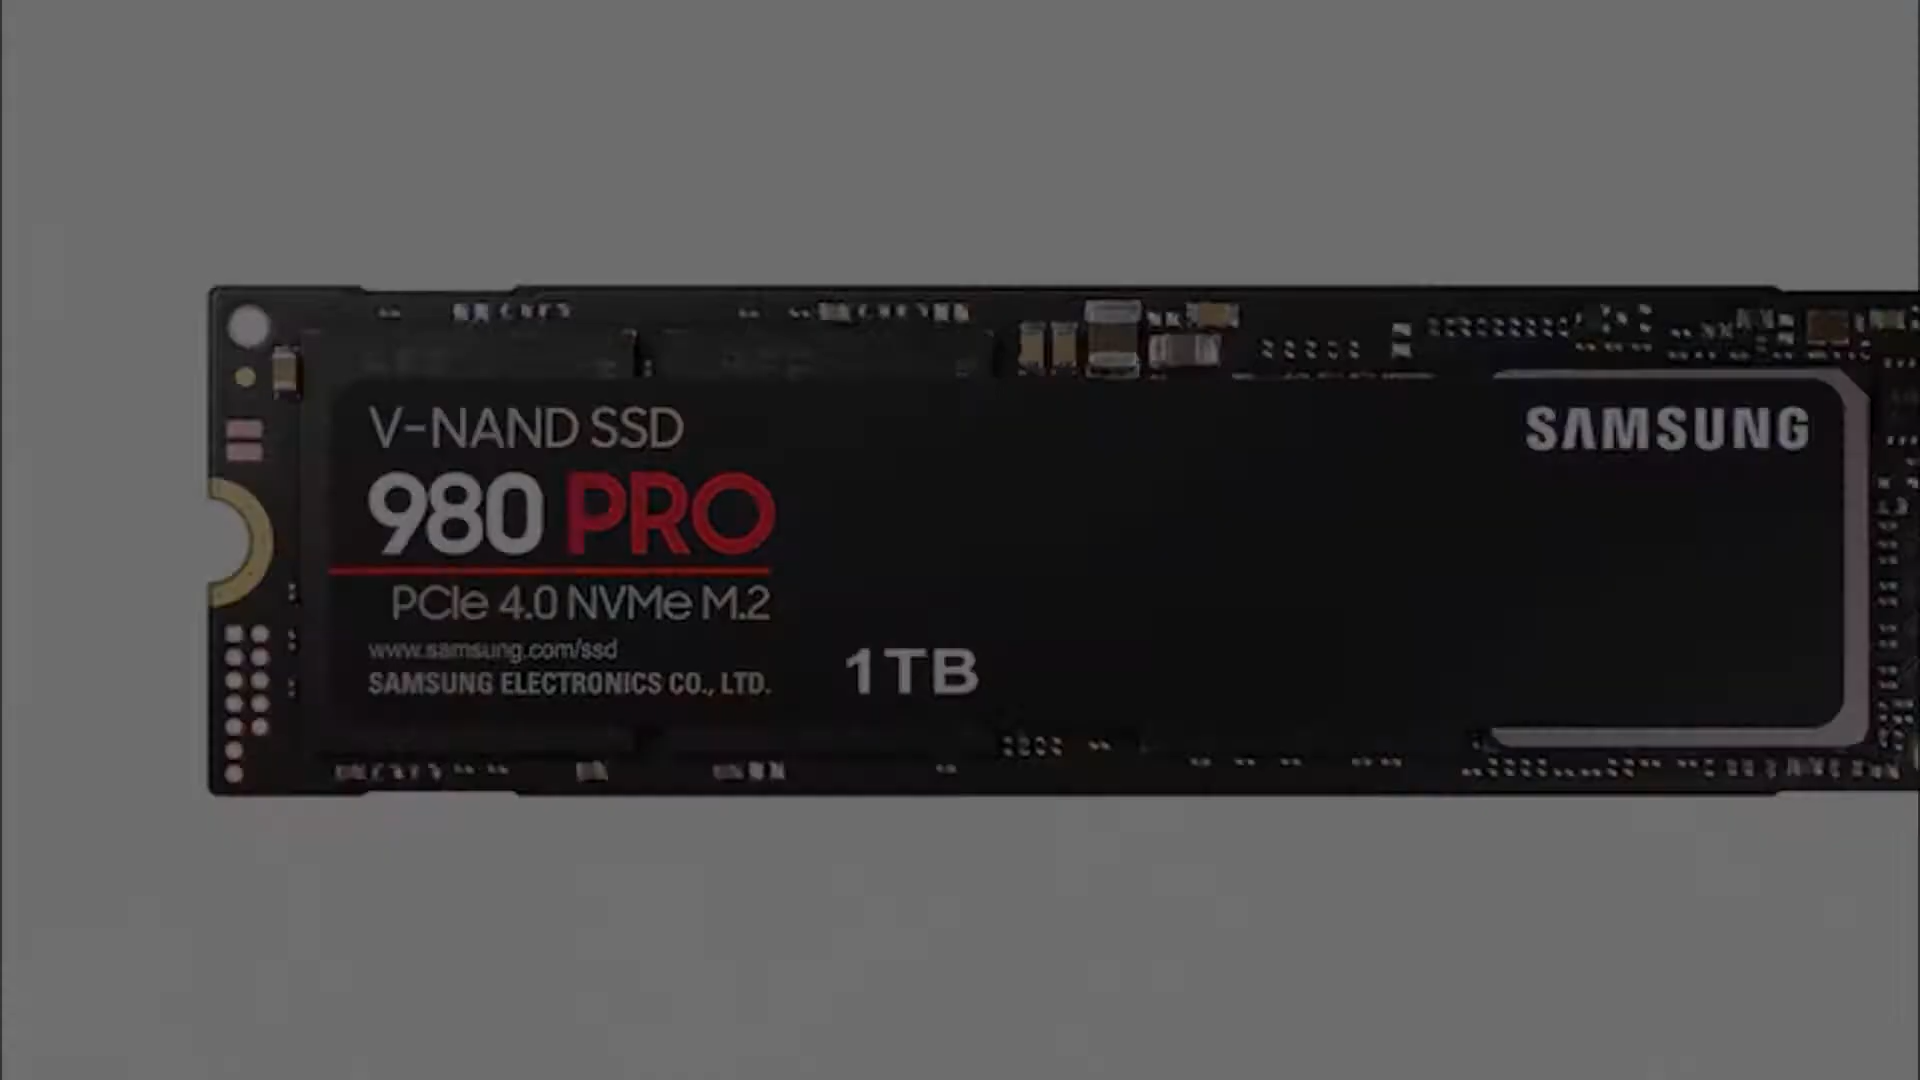 V-NAND SSD
SAMSUNG
980 PRO
PCIe 4.0 NVMe M.2
www.samsung.com/ssd
SAMSUNG ELECTRONICS CO., LTD.
1TB